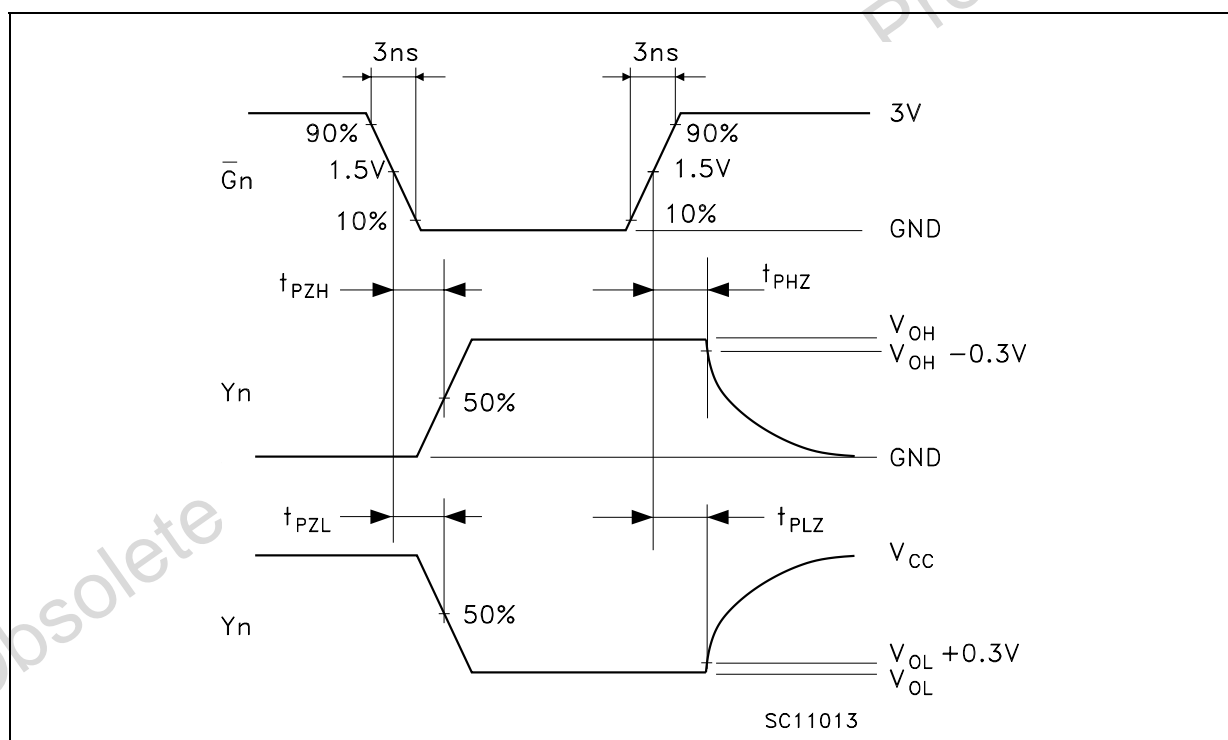 3ns 3ns
3V
90% 90%
1.5V 1.5V
G̅n
10% 10%
GND
tPZH tPHZ
VOH
VOH −0.3V
Yn
50%
GND
tPZL tPLZ
VCC
50%
Yn
VOL +0.3V
VOL
SC11013